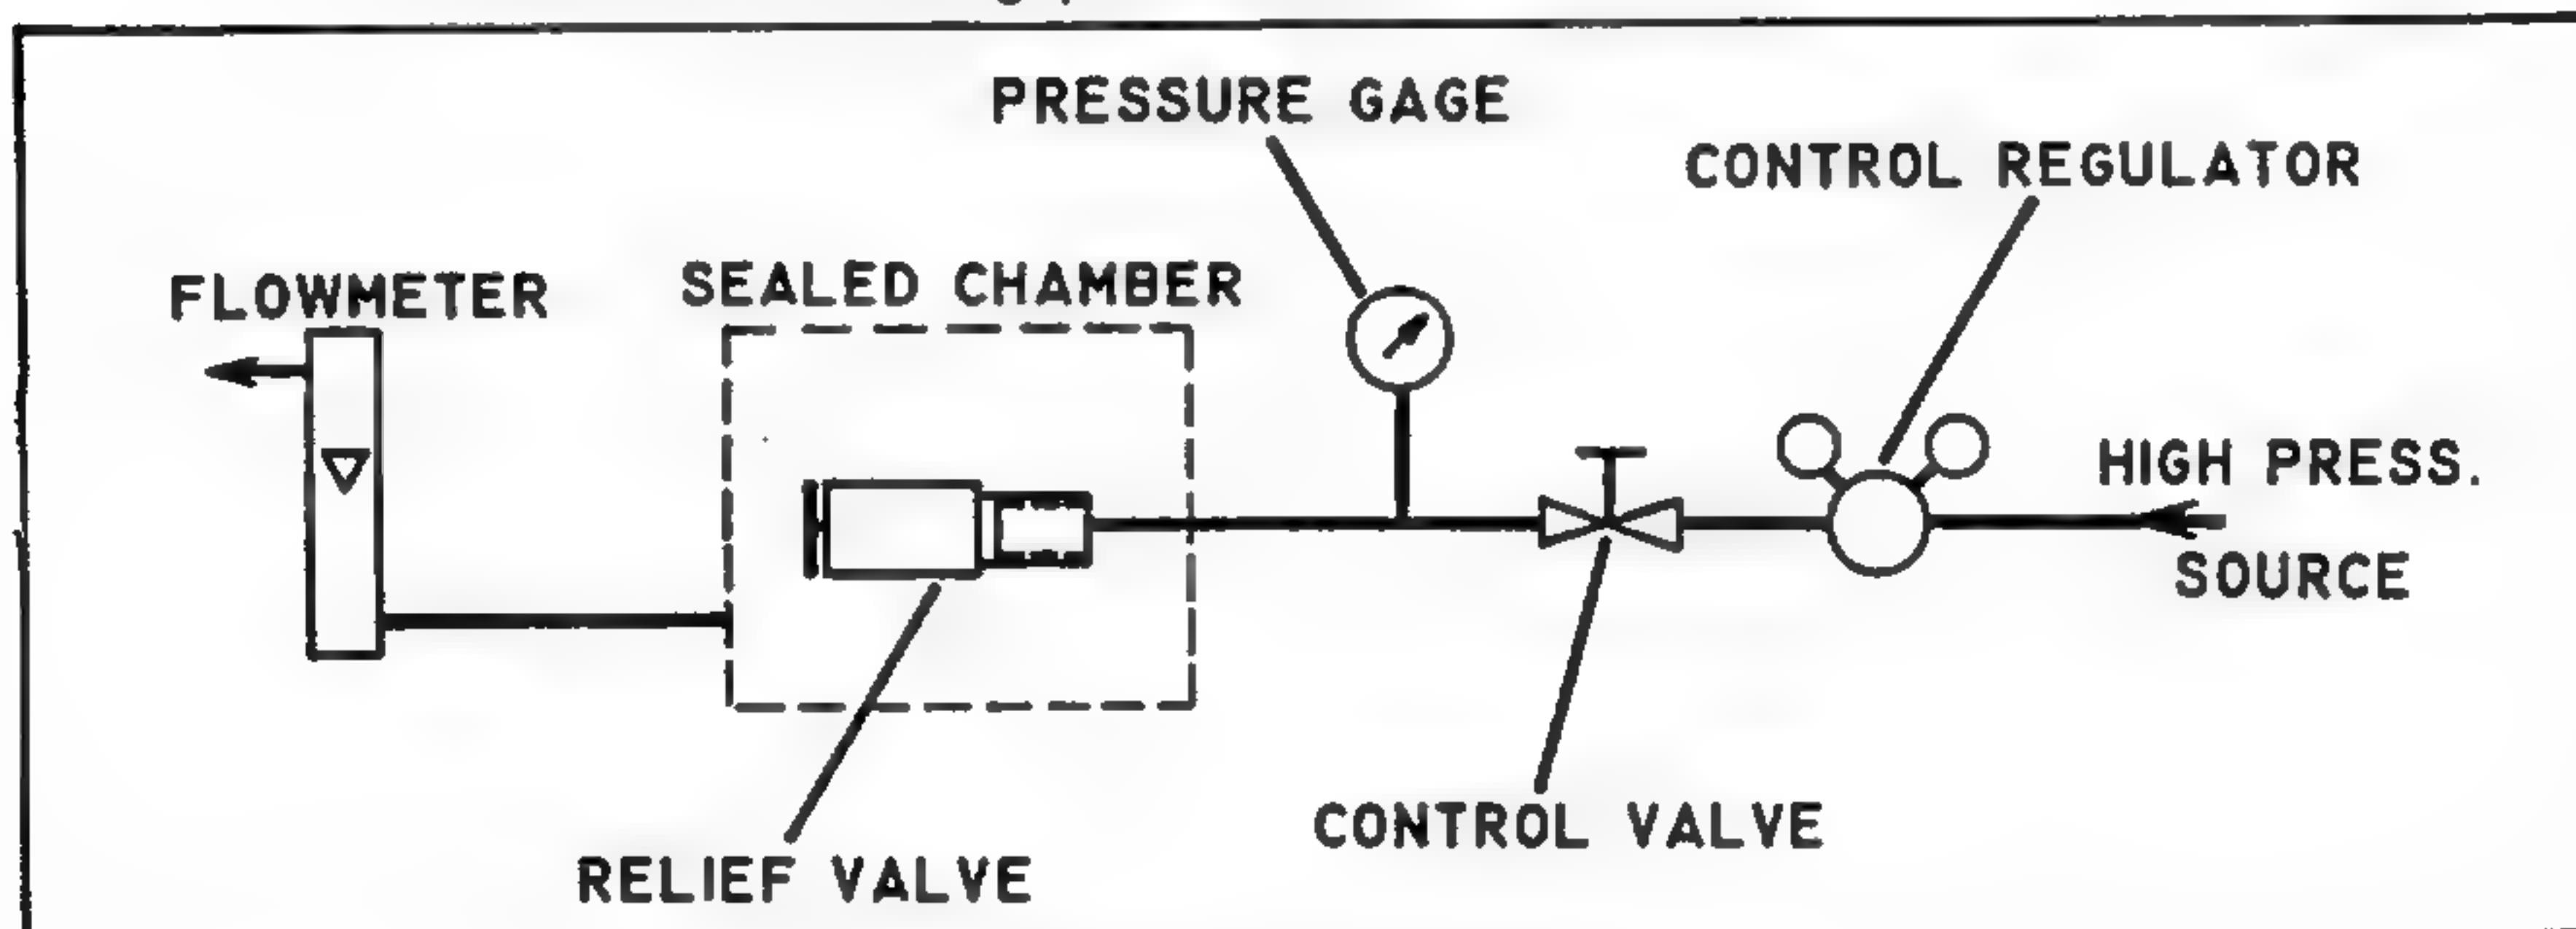 PRESSURE GAGE
CONTROL REGULATOR
FLOWMETER
SEALED CHAMBER
HIGH PRESS.
SOURCE
CONTROL VALVE
RELIEF VALVE